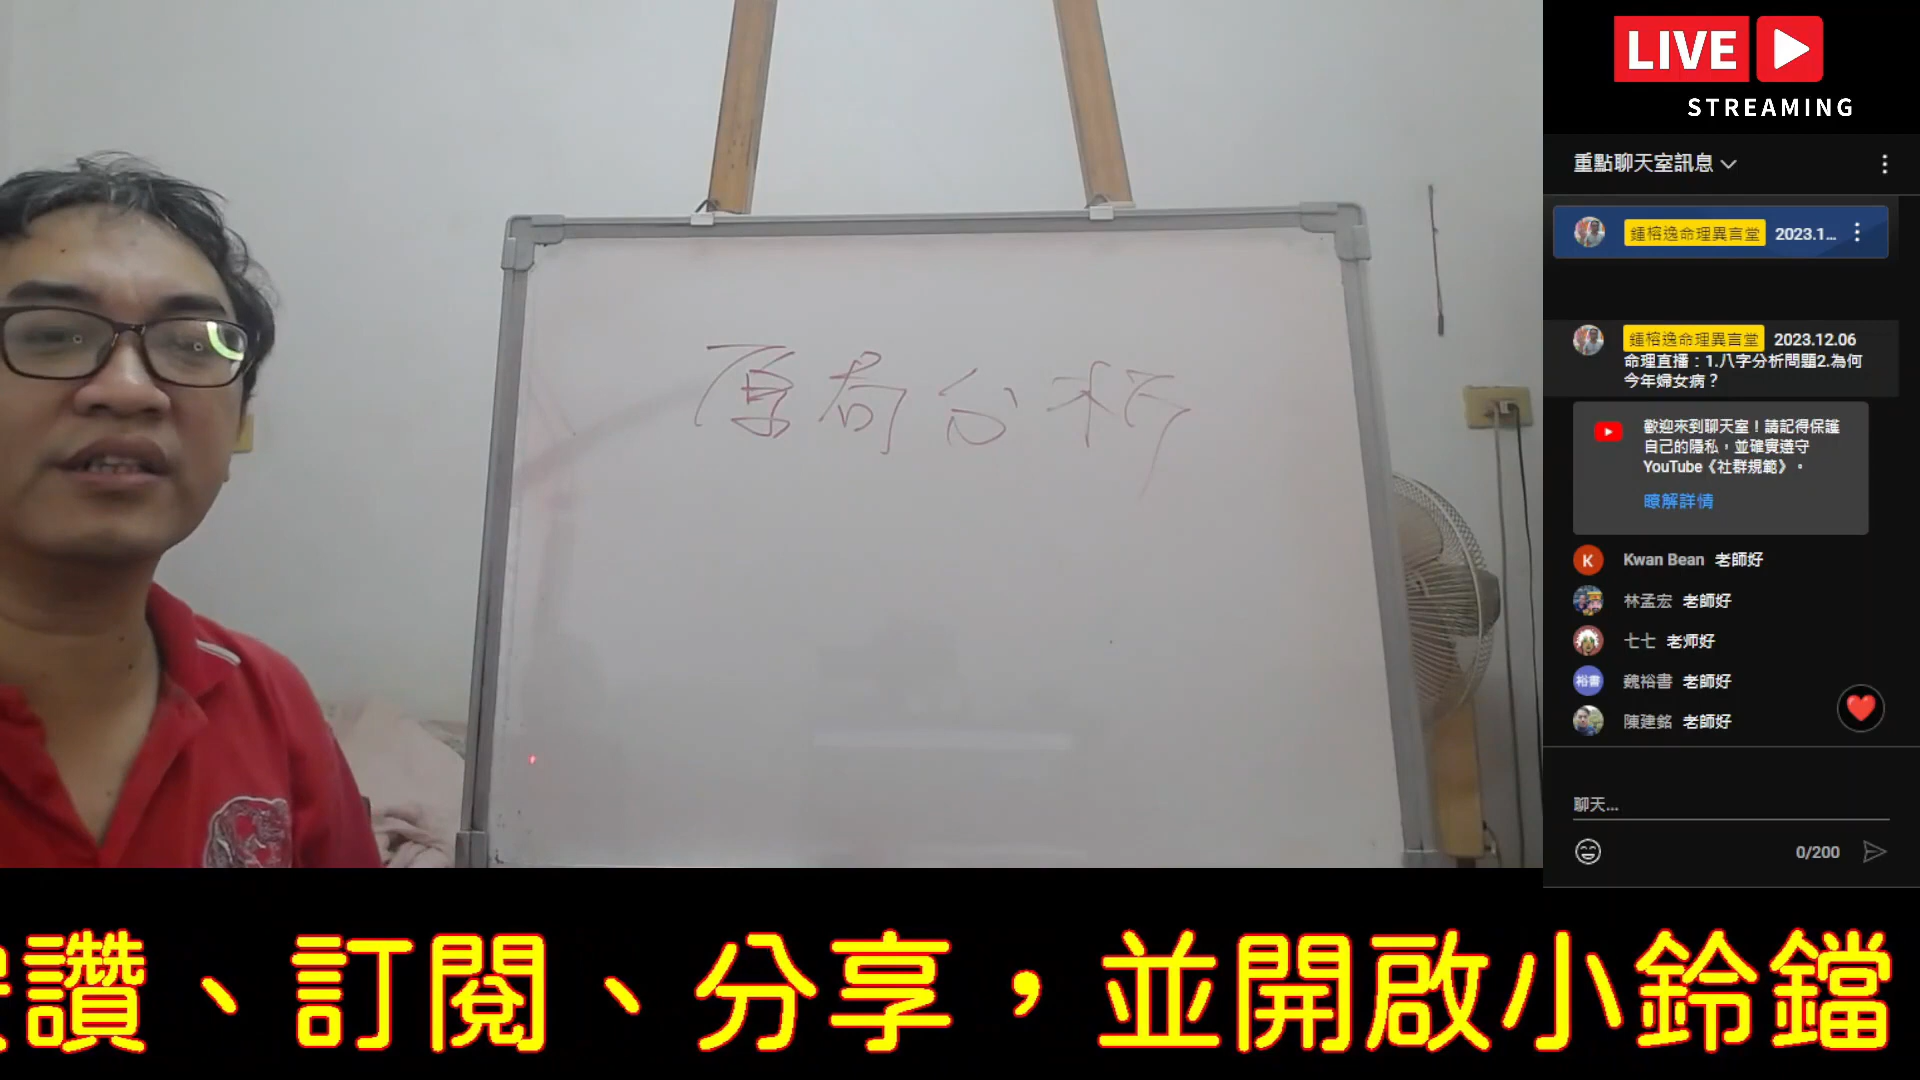 原局分析
LIVE
STREAMING
重點聊天室訊息
鍾榕逸命理異言堂 2023.1...
鍾榕逸命理異言堂 2023.12.06
命理直播：1.八字分析問題2.為何
今年婦女病？
歡迎來到聊天室！請記得保護
自己的隱私，並確實遵守
YouTube《社群規範》。
瞭解詳情
K Kwan Bean 老師好
林孟宏 老師好
七七 老师好
裕書 魏裕書 老師好
陳建銘 老師好
聊天...
0/200
讚、訂閱、分享，並開啟小鈴鐺